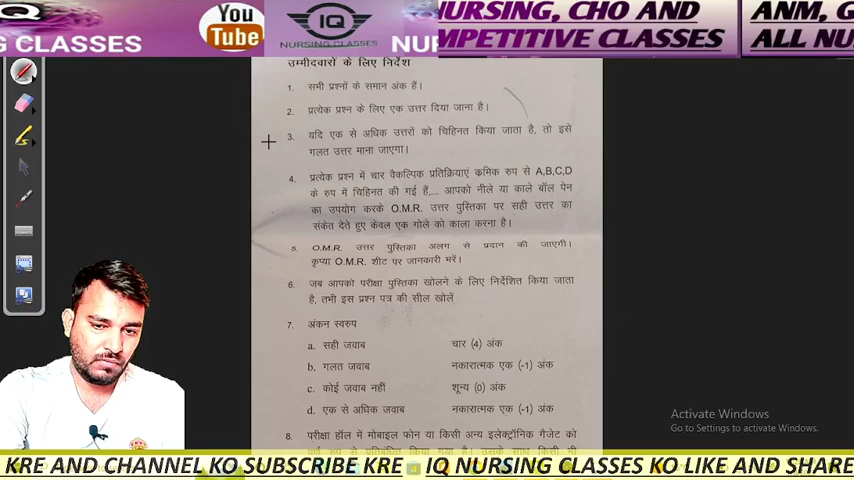 Q
G CLASSES
You
Tube
IQ
NURSING CLASSES
NUR
NURSING, CHO AND
MPETITIVE CLASSES
ANM, G
ALL NU
उम्मीदवारों के लिए निर्देश
1. सभी प्रश्नों के समान अंक हैं।
2. प्रत्येक प्रश्न के लिए एक उत्तर दिया जाना है।
3. यदि एक से अधिक उत्तरों को चिहिनत किया जाता है, तो इसे
गलत उत्तर माना जाएगा।
4. प्रत्येक प्रश्न में चार वैकल्पिक प्रतिक्रियाएं क्रमिक रुप से A,B,C,D
के रुप में चिहिनत की गई हैं,... आपको नीले या काले बॉल पेन
का उपयोग करके O.M.R. उत्तर पुस्तिका पर सही उत्तर का
संकेत देते हुए केवल एक गोले को काला करना है।
5. O.M.R. उत्तर पुस्तिका अलग से प्रदान की जाएगी।
कृप्या O.M.R. शीट पर जानकारी भरें।
6. जब आपको परीक्षा पुस्तिका खोलने के लिए निर्देशित किया जाता
है, तभी इस प्रश्न पत्र की सील खोलें
7. अंकन स्वरुप
a. सही जवाब चार (4) अंक
b. गलत जवाब नकारात्मक एक (-1) अंक
c. कोई जवाब नहीं शून्य (0) अंक
d. एक से अधिक जवाब नकारात्मक एक (-1) अंक
8. परीक्षा हॉल में मोबाइल फोन या किसी अन्य इलेक्ट्रॉनिक गैजेट को
पूर्ण रुप से प्रतिबंधित किया गया है। उसके साथ किसी भी
Activate Windows
Go to Settings to activate Windows.
KRE AND CHANNEL KO SUBSCRIBE KRE
IQ NURSING CLASSES KO LIKE AND SHARE